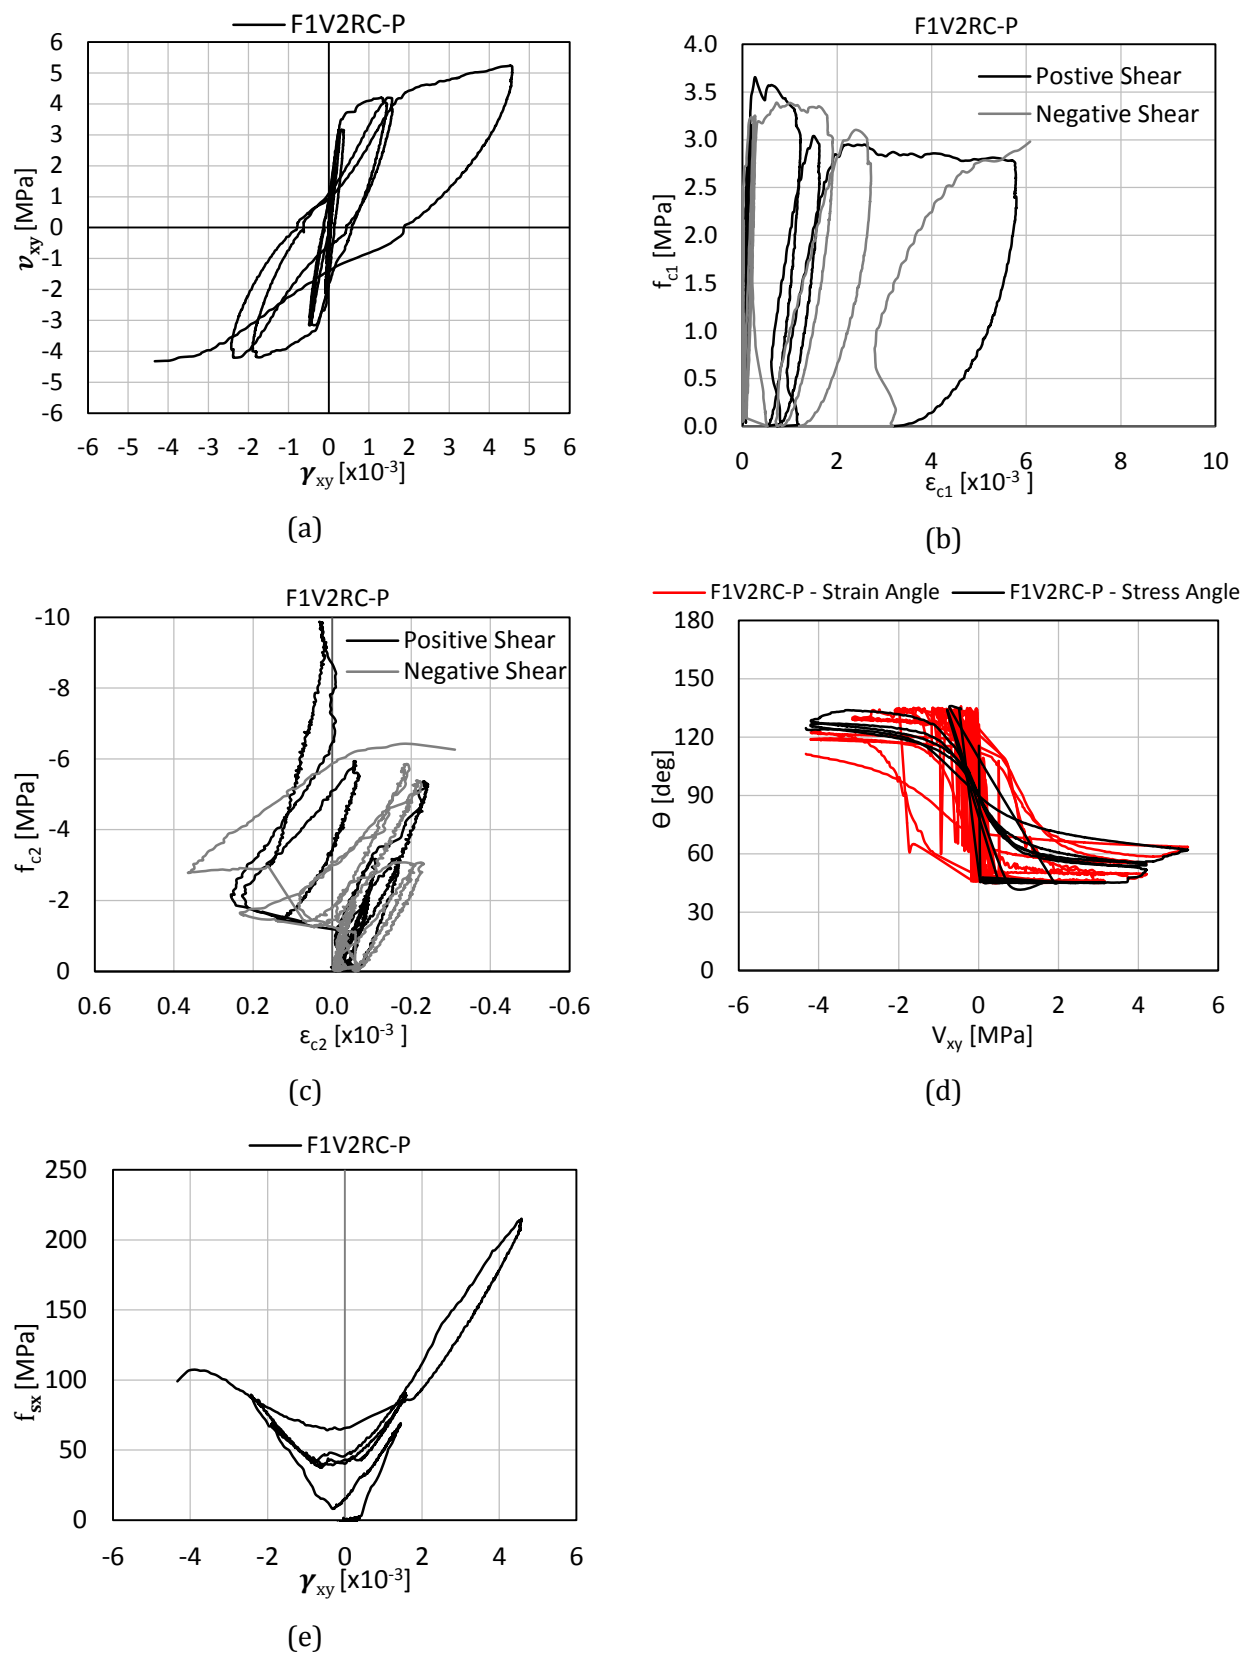 F1V2RC-P
6
5
4
3
2
1
0
-1
-2
-3
-4
-5
-6
-6 -5 -4 -3 -2 -1 0 1 2 3 4 5 6
υxy [MPa]
γxy [x10-3]
(a)
F1V2RC-P
Postive Shear
Negative Shear
4.0
3.5
3.0
2.5
2.0
1.5
1.0
0.5
0.0
0 2 4 6 8 10
fc1 [MPa]
εc1 [x10-3]
(b)
F1V2RC-P
Positive Shear
Negative Shear
-10
-8
-6
-4
-2
0
0.6 0.4 0.2 0.0 -0.2 -0.4 -0.6
fc2 [MPa]
εc2 [x10-3]
(c)
F1V2RC-P - Strain Angle F1V2RC-P - Stress Angle
180
150
120
90
60
30
0
-6 -4 -2 0 2 4 6
Θ [deg]
Vxy [MPa]
(d)
F1V2RC-P
250
200
150
100
50
0
-6 -4 -2 0 2 4 6
fsx [MPa]
γxy [x10-3]
(e)